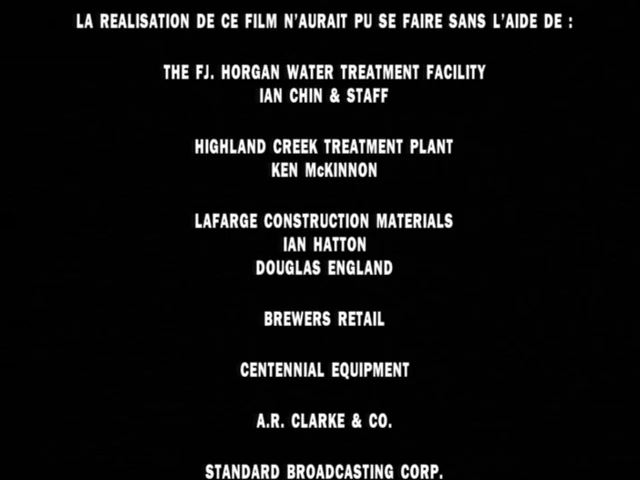 LA REALISATION DE CE FILM N'AURAIT PU SE FAIRE SANS L'AIDE DE :
THE FJ. HORGAN WATER TREATMENT FACILITY
IAN CHIN & STAFF
HIGHLAND CREEK TREATMENT PLANT
KEN McKINNON
LAFARGE CONSTRUCTION MATERIALS
IAN HATTON
DOUGLAS ENGLAND
BREWERS RETAIL
CENTENNIAL EQUIPMENT
A.R. CLARKE & CO.
STANDARD BROADCASTING CORP.